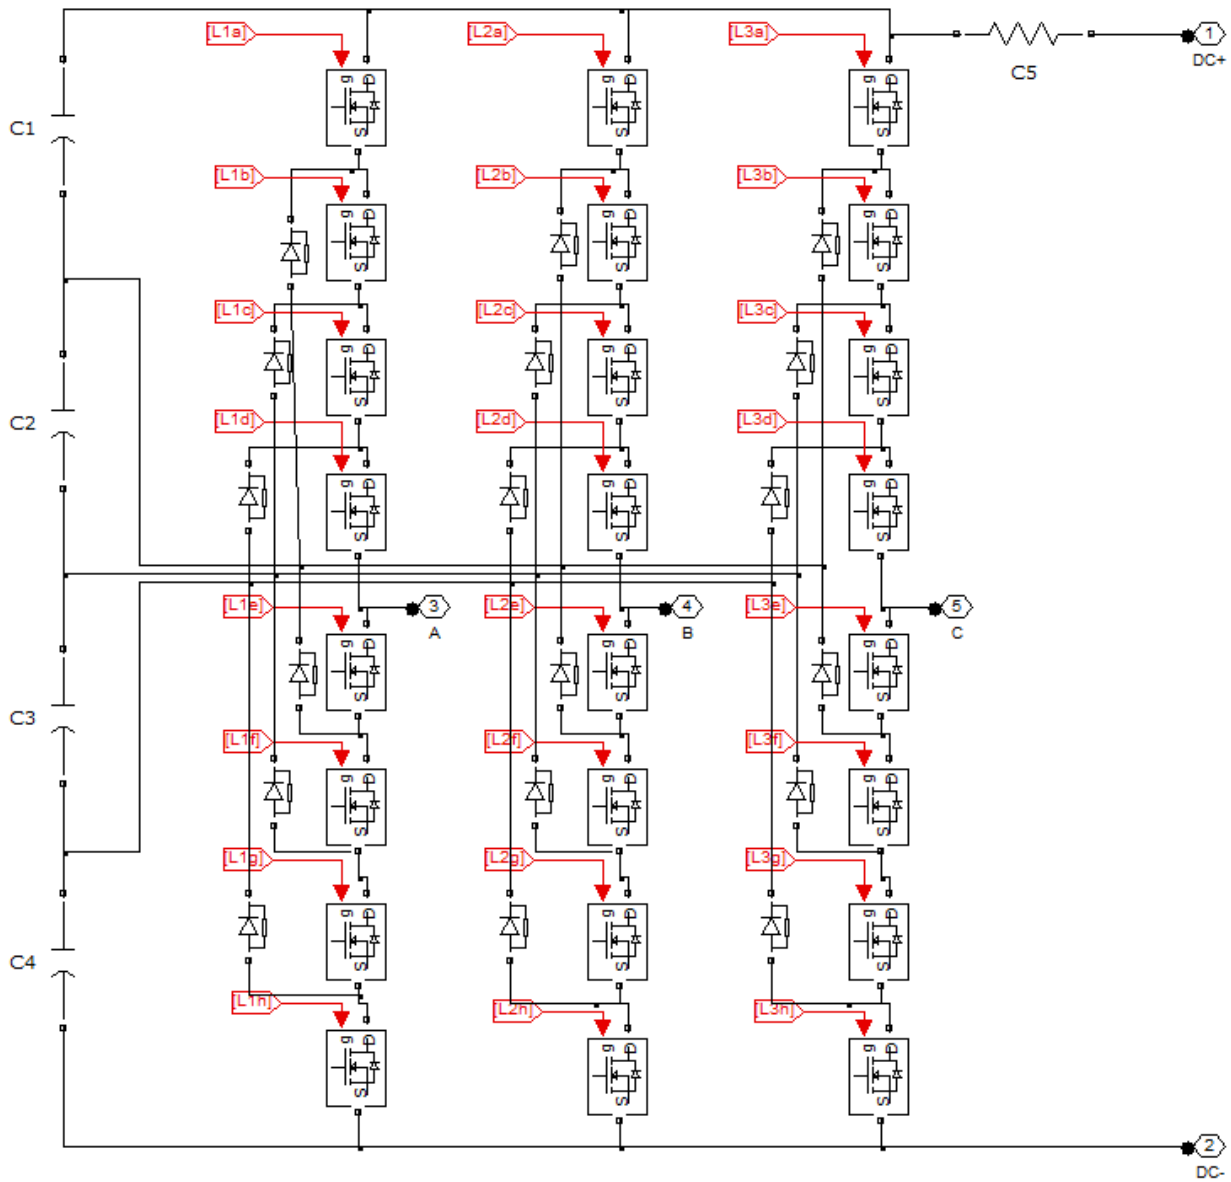 [L1a] [L2a] [L3a] 1
DC+
C5
g D g D g D
C1
S S S
[L1b] [L2b] [L3b]
g D g D g D
S S S
[L1c] [L2c] [L3c]
g D g D g D
C2
S S S
[L1d] [L2d] [L3d]
g D g D g D
S S S
[L1e] 3 [L2e] 4 [L3e] 5
A B C
g D g D g D
S S S
C3
[L1f] [L2f] [L3f]
g D g D g D
S S S
[L1g] [L2g] [L3g]
g D g D g D
C4
S S S
[L1h] [L2h] [L3h]
g D g D g D
S S S
2
DC-